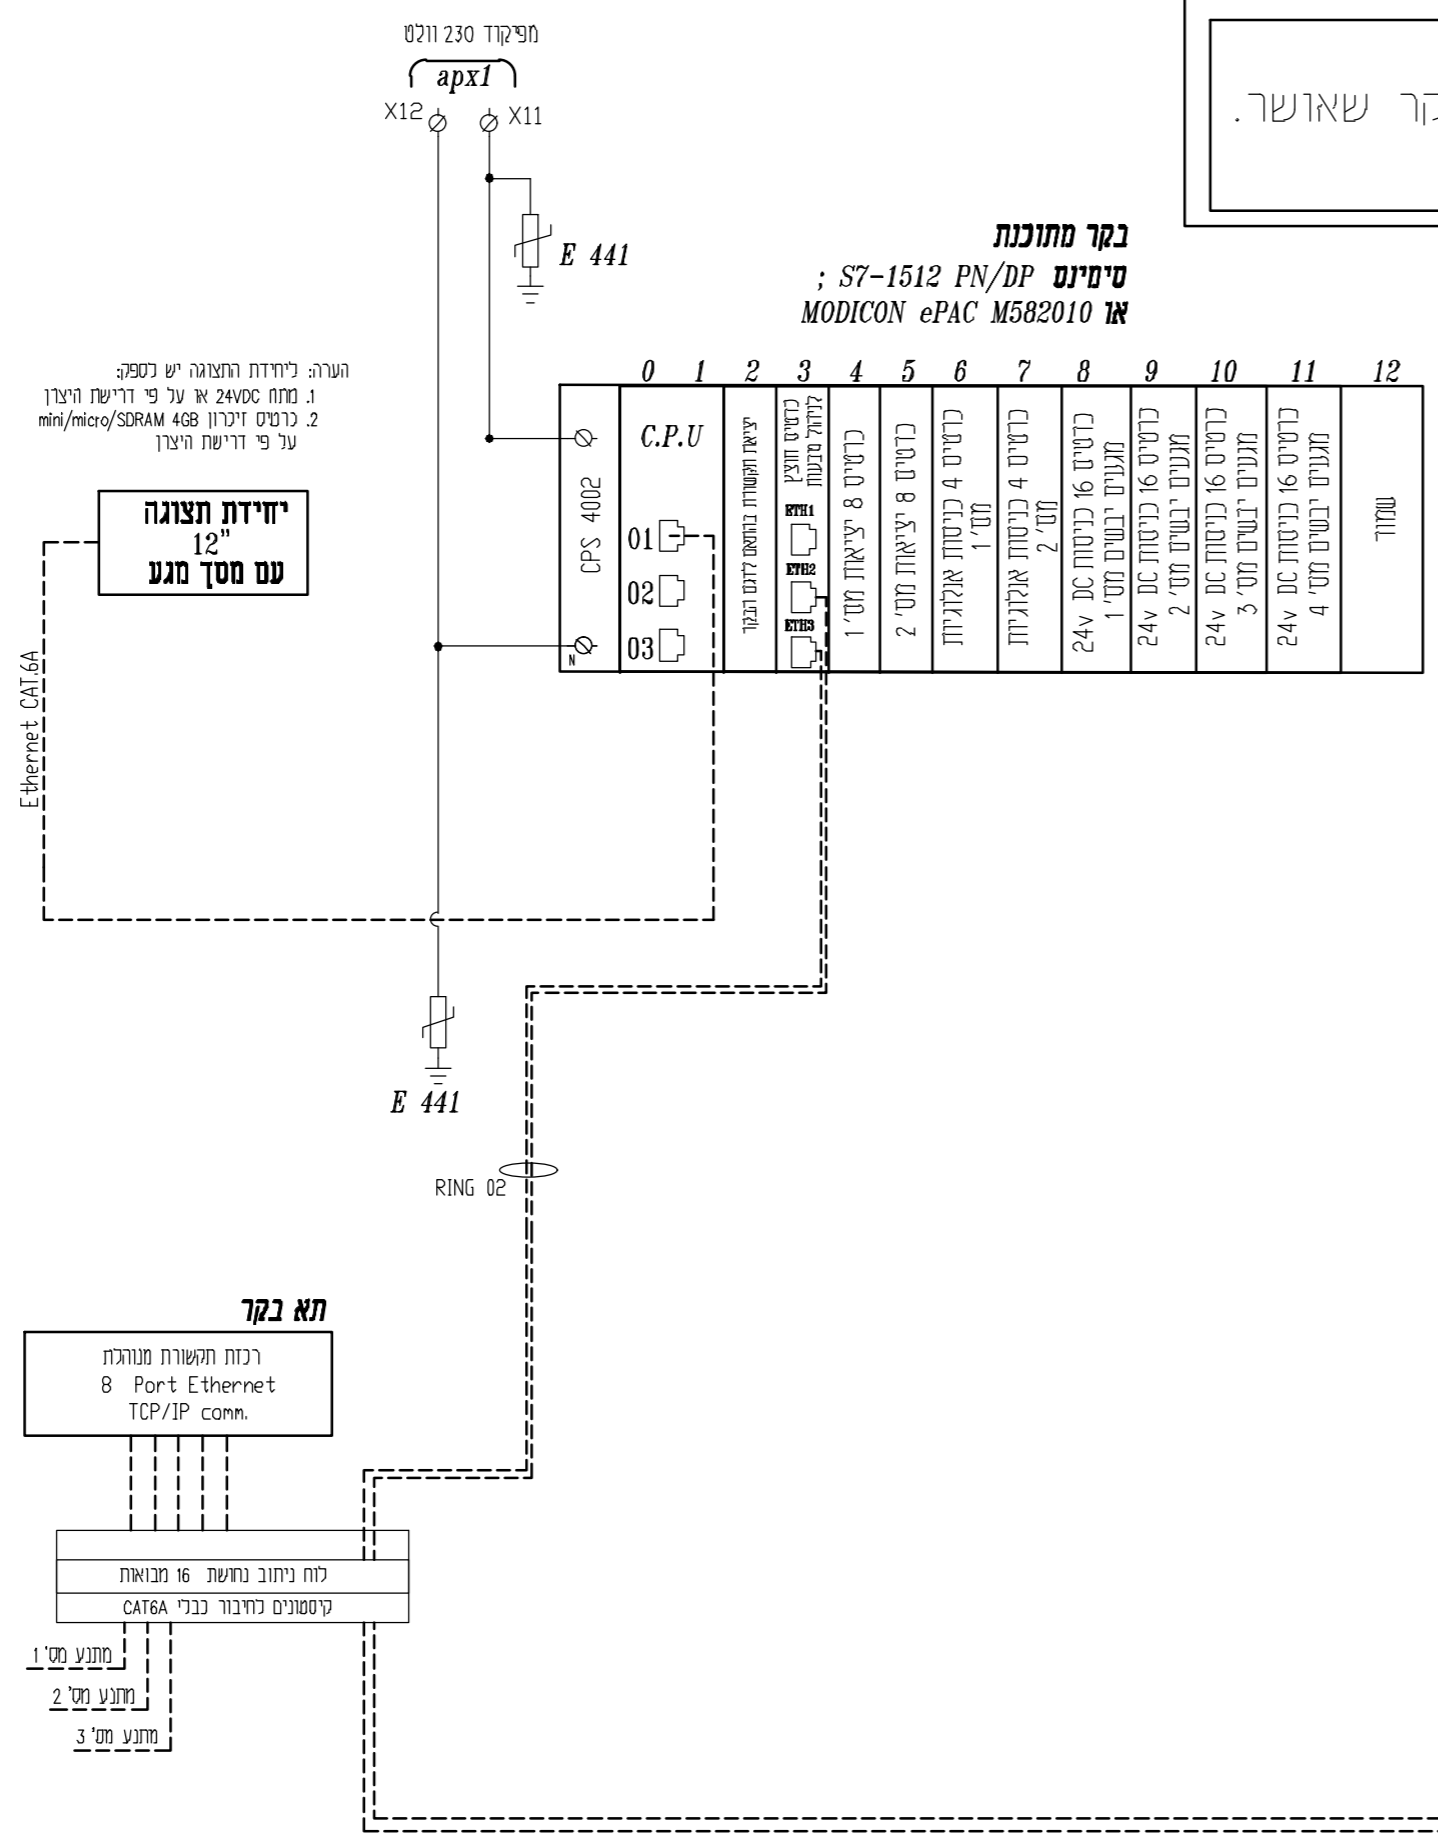 מפיקוד 230 וולט
apx1
X12
X11
קר שאושר.
E 441
בקר מתוכנת
סימינס S7-1512 PN/DP ;
או MODICON ePAC M582010
הערה: ליחידת התצוגה יש לספק:
1. מתח 24VDC או על פי דרישת היצרן
2. כרטיס זיכרון mini/micro/SDRAM 4GB
על פי דרישת היצרן
יחידת תצוגה
12"
עם מסך מגע
Ethernet CAT.6A
0 1 2 3 4 5 6 7 8 9 10 11 12
CPS 4002
N
C.P.U
01
02
03
יציאת תקשורת בהתאם לדגם הבקר
כרטיס חוצץ
לניהול טבעות
ETH1
ETH2
ETH3
כרטיס 8 יציאות מס' 1
כרטיס 8 יציאות מס' 2
כרטיס 4 כניסות אנלוגיות
מס' 1
כרטיס 4 כניסות אנלוגיות
מס' 2
כרטיס 16 כניסות 24v DC
מגעים יבשים מס' 1
כרטיס 16 כניסות 24v DC
מגעים יבשים מס' 2
כרטיס 16 כניסות 24v DC
מגעים יבשים מס' 3
כרטיס 16 כניסות 24v DC
מגעים יבשים מס' 4
שמור
E 441
RING 02
תא בקר
רכזת תקשורת מנוהלת
8 Port Ethernet
TCP/IP comm.
לוח ניתוב נחושת 16 מבואות
קיסטונים לחיבור כבלי CAT6A
מתנע מס' 1
מתנע מס' 2
מתנע מס' 3